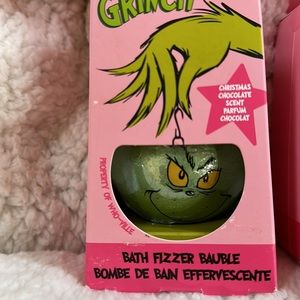 GRINCH
CHRISTMAS
CHOCOLATE
SCENT
PARFUM
CHOCOLAT
PROPERTY OF WHO-VILLE
BATH FIZZER BAUBLE
BOMBE DE BAIN EFFERVESCENTE